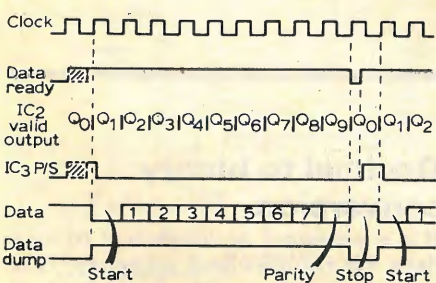 Clock
Data
ready
IC2
valid
output
Q0 Q1 Q2 Q3 Q4 Q5 Q6 Q7 Q8 Q9 Q0 Q1 Q2
IC3 P/S
Data
1 2 3 4 5 6 7 1
Data
dump
Start Parity Stop Start